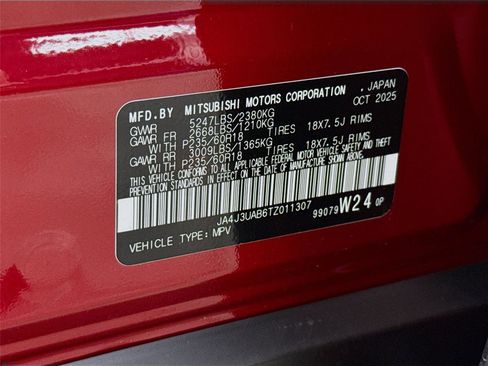 MFD.BY MITSUBISHI MOTORS CORPORATION , JAPAN
GVWR 5247LBS/2380KG OCT 2025
GAWR FR 2668LBS/1210KG
WITH P235/60R18 TIRES 18X7.5J RIMS
GAWR RR 3009LBS/1365KG
WITH P235/60R18 TIRES 18X7.5J RIMS
THIS VEHICLE CONFORMS TO ALL APPLICABLE FEDERAL MOTOR VEHICLE SAFETY, BUMPER AND THEFT
PREVENTION STANDARDS IN EFFECT ON THE DATE OF MANUFACTURE SHOWN ABOVE.
JA4J3UAB6TZ011307
99079 W24 OP
VEHICLE TYPE: MPV